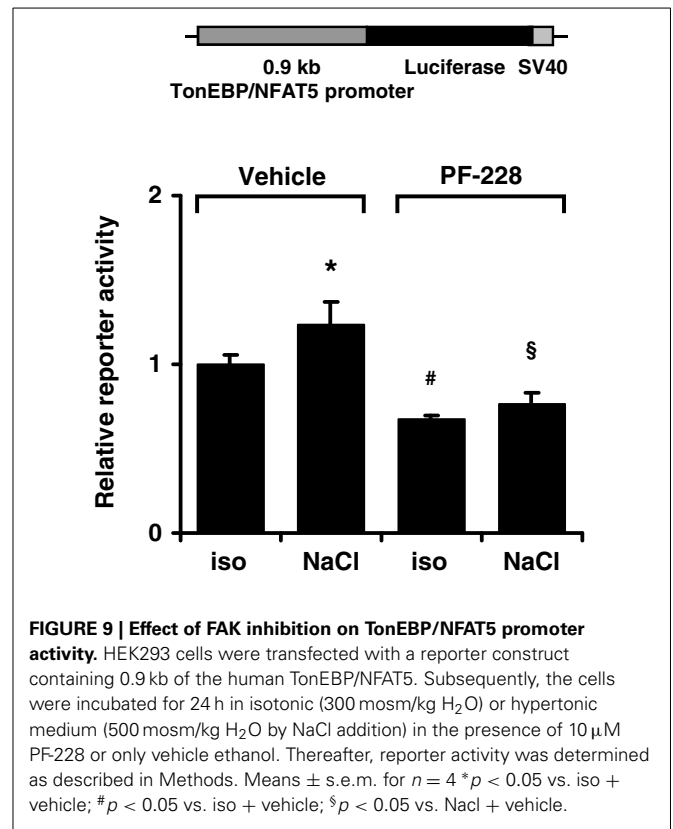 0.9 kb Luciferase SV40
TonEBP/NFAT5 promoter
Vehicle PF-228
Relative reporter activity
2
*
1
#
§
0
iso NaCl iso NaCl
FIGURE 9 | Effect of FAK inhibition on TonEBP/NFAT5 promoter
activity. HEK293 cells were transfected with a reporter construct
containing 0.9 kb of the human TonEBP/NFAT5. Subsequently, the cells
were incubated for 24 h in isotonic (300 mosm/kg H₂O) or hypertonic
medium (500 mosm/kg H₂O by NaCl addition) in the presence of 10 μM
PF-228 or only vehicle ethanol. Thereafter, reporter activity was determined
as described in Methods. Means ± s.e.m. for n = 4 *p < 0.05 vs. iso +
vehicle; #p < 0.05 vs. iso + vehicle; §p < 0.05 vs. Nacl + vehicle.